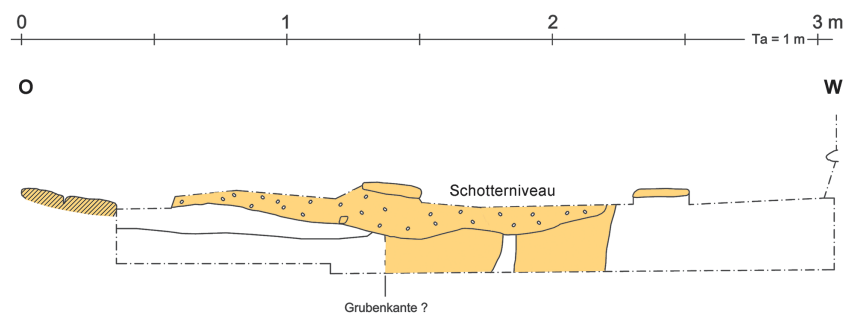 0 1 2 3 m
Ta = 1 m
O W
Schotterniveau
Grubenkante ?